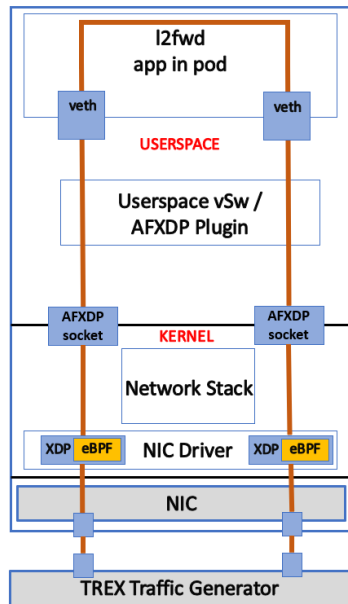 l2fwd
app in pod
veth
veth
USERSPACE
Userspace vSw /
AFXDP Plugin
AFXDP
socket
AFXDP
socket
KERNEL
Network Stack
XDP eBPF NIC Driver XDP eBPF
NIC
TREX Traffic Generator